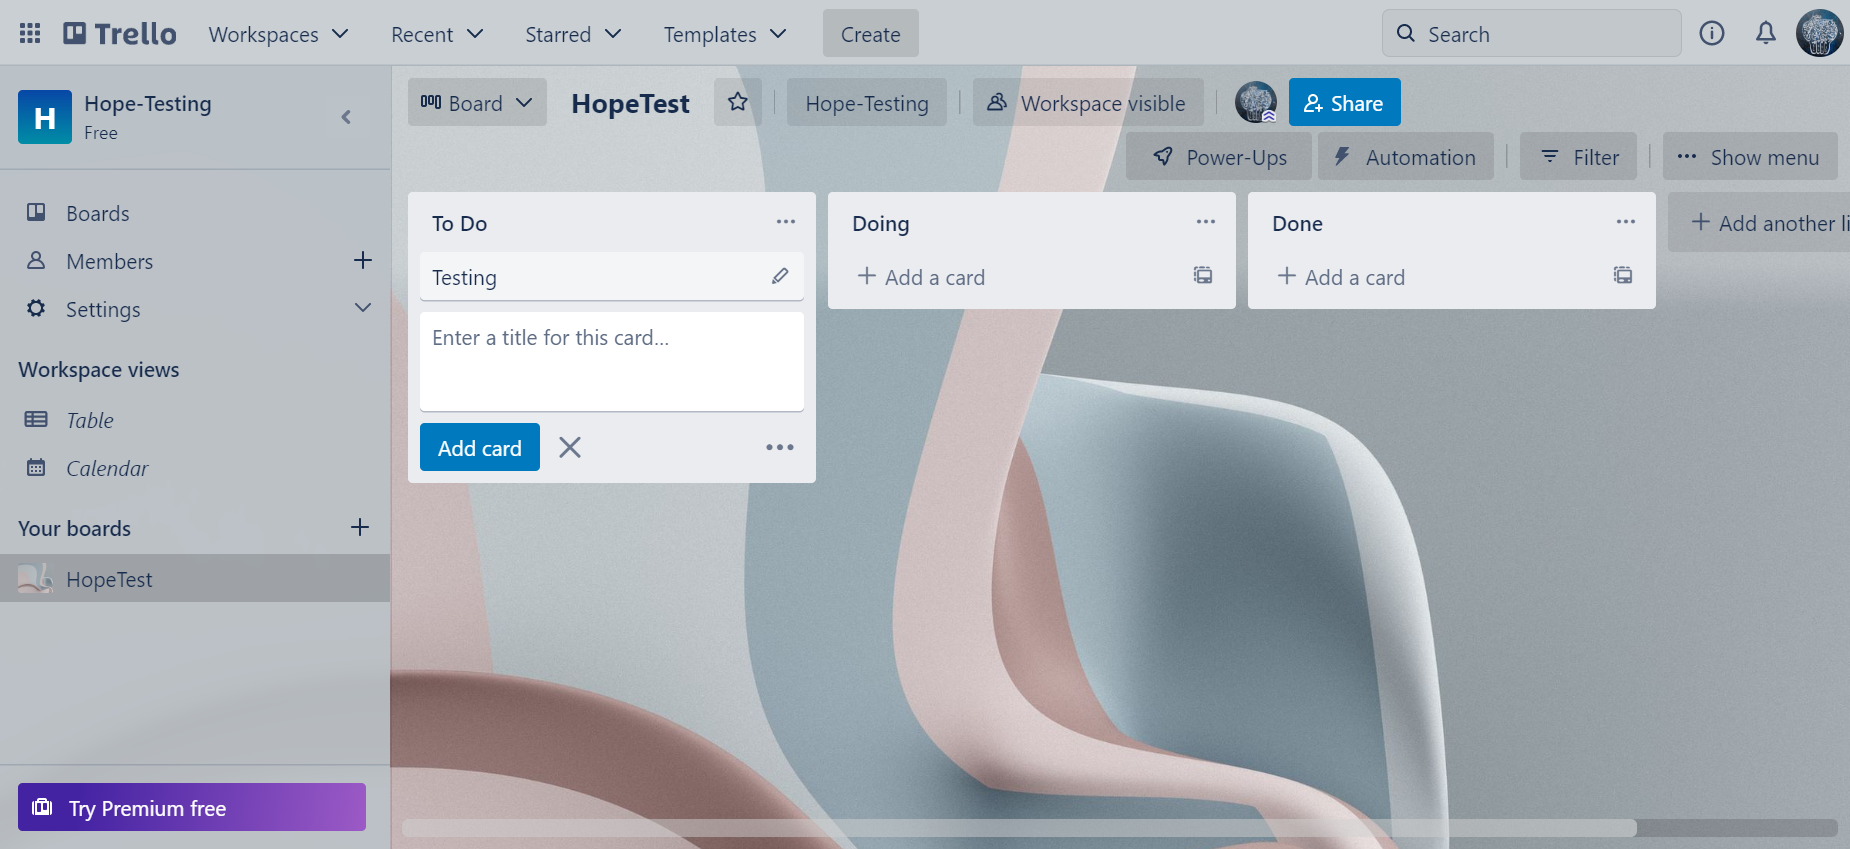 Trello
Workspaces
Recent
Starred
Templates
Create
Search
H
Hope-Testing
Free
Boards
Members
Settings
Workspace views
Table
Calendar
Your boards
HopeTest
Try Premium free
Board
HopeTest
Hope-Testing
Workspace visible
Share
Power-Ups
Automation
Filter
Show menu
To Do
Testing
Enter a title for this card...
Add card
Doing
Add a card
Done
Add a card
Add another li